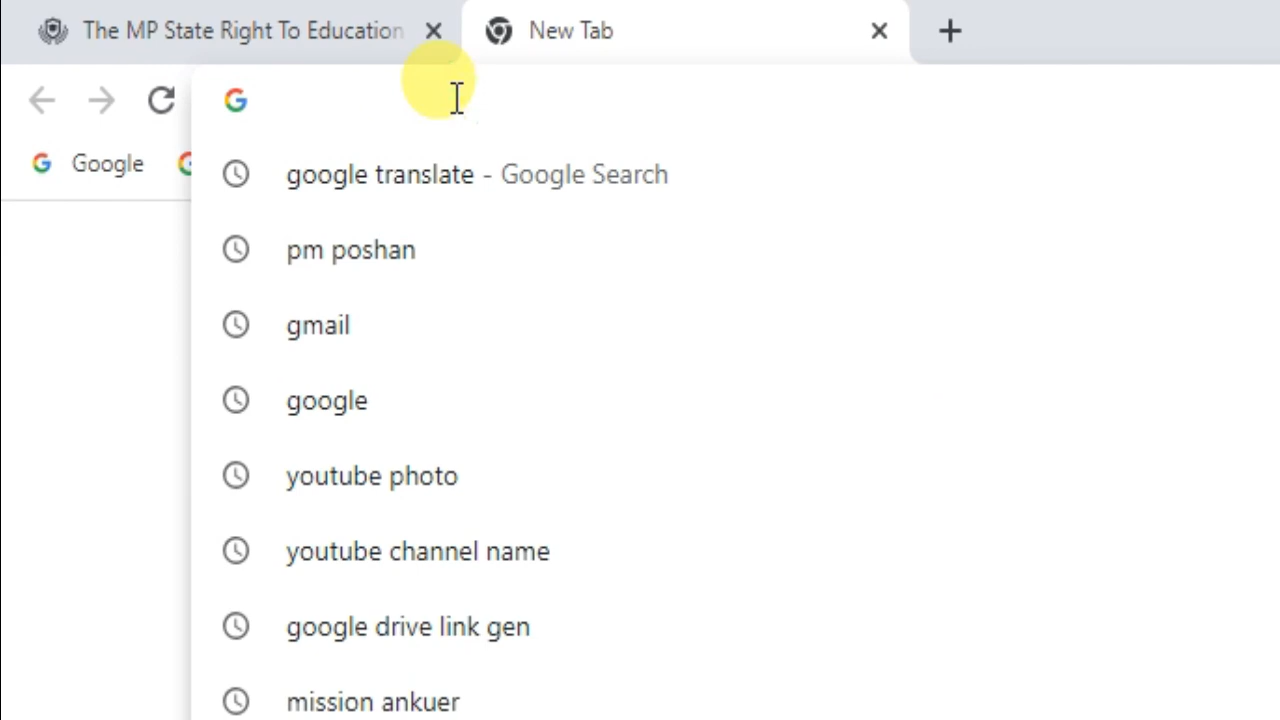 The MP State Right To Education
New Tab
Google
google translate - Google Search
pm poshan
gmail
google
youtube photo
youtube channel name
google drive link gen
mission ankuer